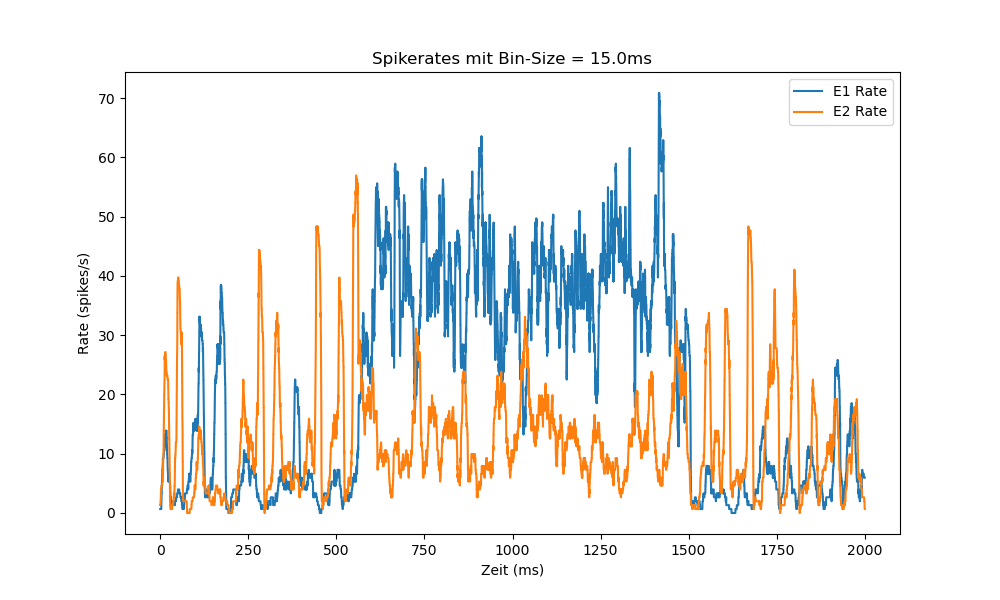 Spikerates mit Bin-Size = 15.0ms
E1 Rate
E2 Rate
Rate (spikes/s)
70
60
50
40
30
20
10
0
0 250 500 750 1000 1250 1500 1750 2000
Zeit (ms)